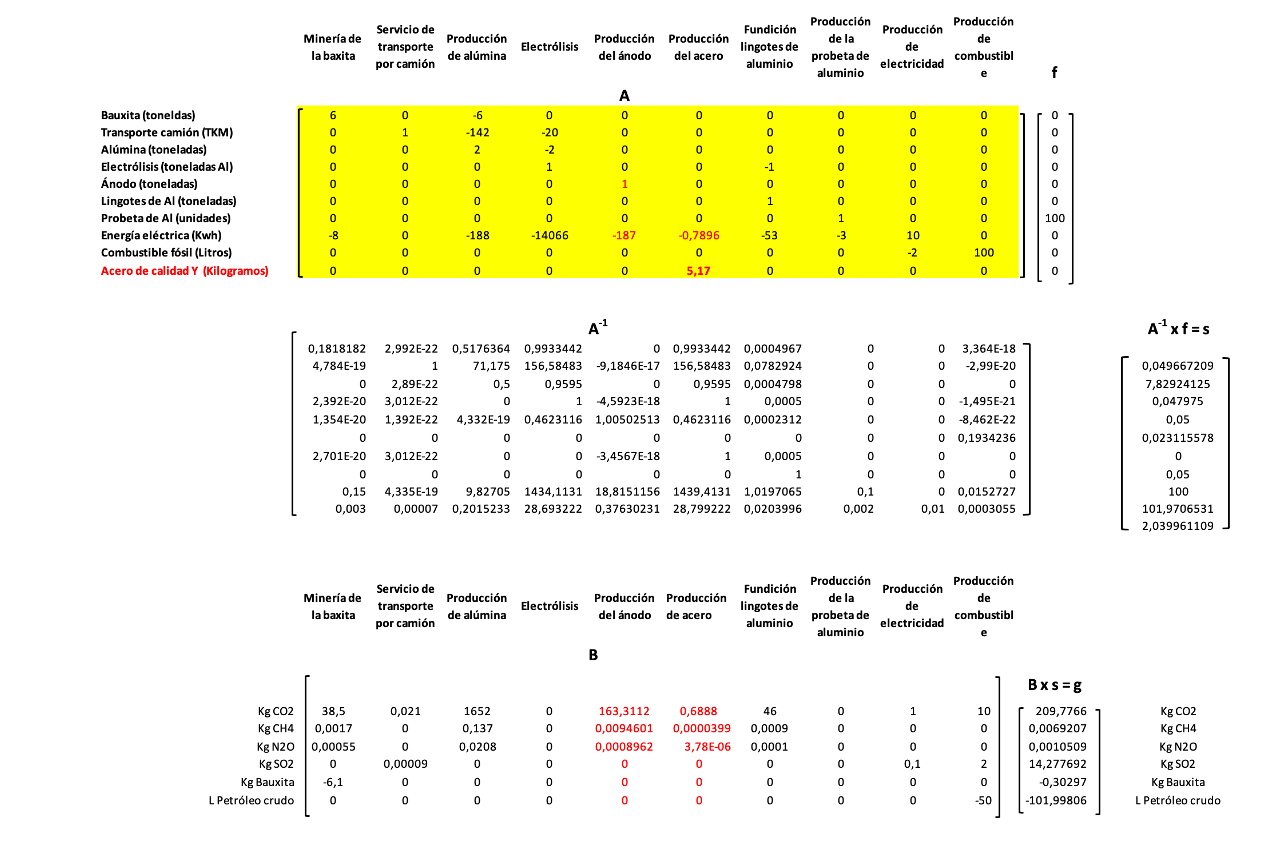 Minería de la baxita Servicio de transporte por camión Producción de alúmina Electrólisis Producción del ánodo Producción del acero Fundición lingotes de aluminio Producción de la probeta de aluminio Producción de electricidad Producción de combustible
f
A
Bauxita (toneldas) 6 0 -6 0 0 0 0 0 0 0 0
Transporte camión (TKM) 0 1 -142 -20 0 0 0 0 0 0 0
Alúmina (toneladas) 0 0 2 -2 0 0 0 0 0 0 0
Electrólisis (toneladas Al) 0 0 0 1 0 0 -1 0 0 0 0
Ánodo (toneladas) 0 0 0 0 1 0 0 0 0 0 0
Lingotes de Al (toneladas) 0 0 0 0 0 0 1 0 0 0 0
Probeta de Al (unidades) 0 0 0 0 0 0 0 1 0 0 100
Energía eléctrica (Kwh) -8 0 -188 -14066 -187 -0,7896 -53 -3 10 0 0
Combustible fósil (Litros) 0 0 0 0 0 0 0 0 -2 100 0
Acero de calidad Y (Kilogramos) 0 0 0 0 0 5,17 0 0 0 0 0
A-1 A-1 x f = s
0,1818182 2,992E-22 0,5176364 0,9933442 0 0,9933442 0,0004967 0 0 3,364E-18
4,784E-19 1 71,175 156,58483 -9,1846E-17 156,58483 0,0782924 0 0 -2,99E-20 0,049667209
0 2,89E-22 0,5 0,9595 0 0,9595 0,0004798 0 0 0 7,82924125
2,392E-20 3,012E-22 0 1 -4,5923E-18 1 0,0005 0 0 -1,495E-21 0,047975
1,354E-20 1,392E-22 4,332E-19 0,4623116 1,00502513 0,4623116 0,0002312 0 0 -8,462E-22 0,05
0 0 0 0 0 0 0 0 0 0,1934236 0,023115578
2,701E-20 3,012E-22 0 0 -3,4567E-18 1 0,0005 0 0 0 0
0 0 0 0 0 0 1 0 0 0 0,05
0,15 4,335E-19 9,82705 1434,1131 18,8151156 1439,4131 1,0197065 0,1 0 0,0152727 100
0,003 0,00007 0,2015233 28,693222 0,37630231 28,799222 0,0203996 0,002 0,01 0,0003055 101,9706531
2,039961109
Minería de la baxita Servicio de transporte por camión Producción de alúmina Electrólisis Producción del ánodo Producción de acero Fundición lingotes de aluminio Producción de la probeta de aluminio Producción de electricidad Producción de combustible
B
B x s = g
Kg CO2 38,5 0,021 1652 0 163,3112 0,6888 46 0 1 10 209,7766 Kg CO2
Kg CH4 0,0017 0 0,137 0 0,0094601 0,0000399 0,0009 0 0 0 0,0069207 Kg CH4
Kg N2O 0,00055 0 0,0208 0 0,0008962 3,78E-06 0,0001 0 0 0 0,0010509 Kg N2O
Kg SO2 0 0,00009 0 0 0 0 0 0 0,1 2 14,277692 Kg SO2
Kg Bauxita -6,1 0 0 0 0 0 0 0 0 0 -0,30297 Kg Bauxita
L Petróleo crudo 0 0 0 0 0 0 0 0 0 -50 -101,99806 L Petróleo crudo